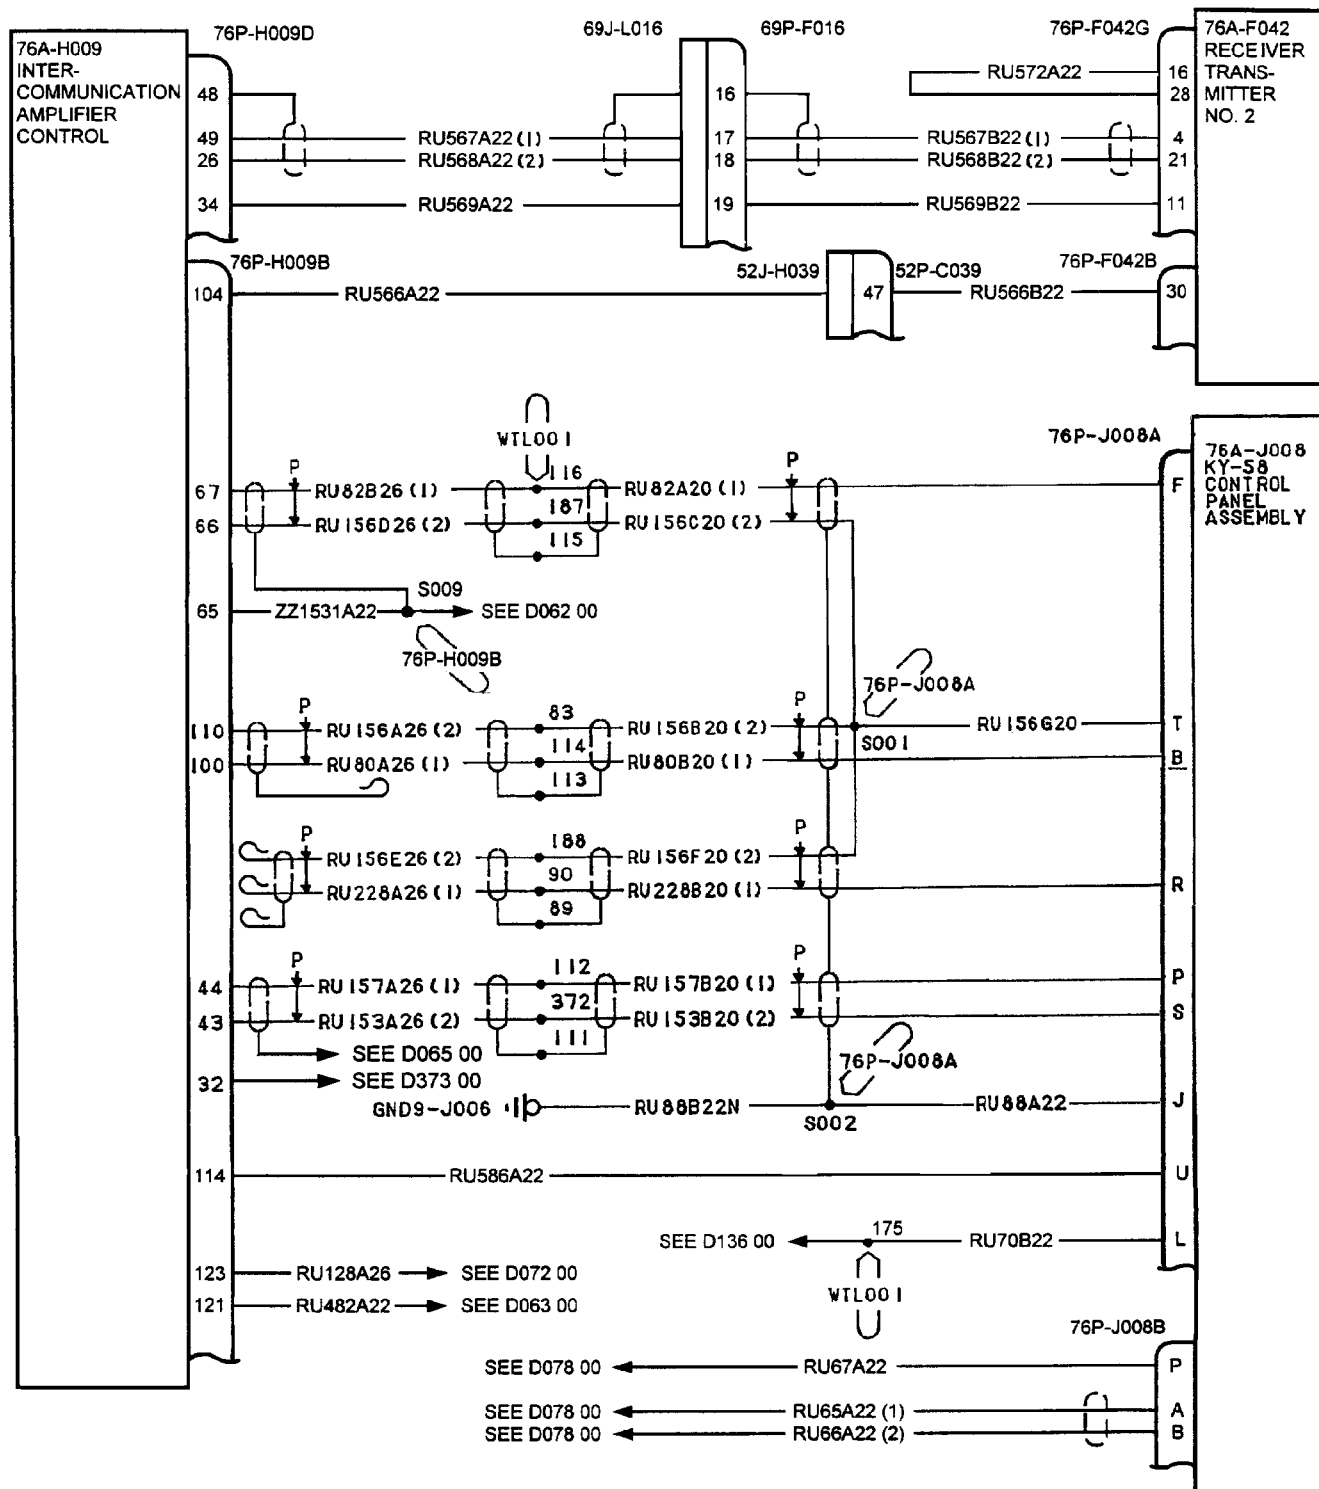 76P-H009D
69J-L016
69P-F016
76P-F042G
76A-H009
INTER-
COMMUNICATION
AMPLIFIER
CONTROL
76A-F042
RECEIVER
TRANS-
MITTER
NO. 2
RU572A22
16
28
48
16
49
RU567A22 (1)
17
RU567B22 (1)
4
26
RU568A22 (2)
18
RU568B22 (2)
21
34
RU569A22
19
RU569B22
11
76P-H009B
52J-H039
52P-C039
76P-F042B
104
RU566A22
47
RU566B22
30
WTL001
76P-J008A
76A-J008
KY-58
CONTROL
PANEL
ASSEMBLY
P
116
P
67
RU82B26 (1)
RU82A20 (1)
F
187
66
RU156D26 (2)
RU156C20 (2)
115
S009
65
ZZ1531A22
SEE D062 00
76P-H009B
76P-J008A
P
83
P
110
RU156A26 (2)
RU156B20 (2)
RU156G20
T
S001
114
100
RU80A26 (1)
RU80B20 (1)
B
113
P
188
P
RU156E26 (2)
RU156F20 (2)
90
RU228A26 (1)
RU228B20 (1)
R
89
P
112
P
44
RU157A26 (1)
RU157B20 (1)
P
372
43
RU153A26 (2)
RU153B20 (2)
S
111
SEE D065 00
76P-J008A
32
SEE D373 00
GND9-J006
RU88B22N
RU88A22
J
S002
114
RU586A22
U
175
SEE D136 00
RU70B22
L
123
RU128A26
SEE D072 00
WTL001
121
RU482A22
SEE D063 00
76P-J008B
SEE D078 00
RU67A22
P
SEE D078 00
RU65A22 (1)
A
SEE D078 00
RU66A22 (2)
B